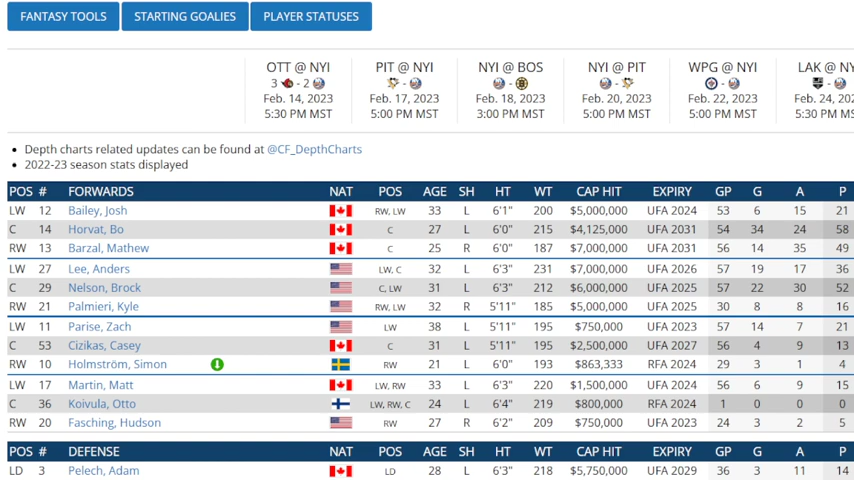 FANTASY TOOLS STARTING GOALIES PLAYER STATUSES
OTT @ NYI PIT @ NYI NYI @ BOS NYI @ PIT WPG @ NYI LAK @ NY
3 - 2 - - - - -
Feb. 14, 2023 Feb. 17, 2023 Feb. 18, 2023 Feb. 20, 2023 Feb. 22, 2023 Feb. 24, 202
5:30 PM MST 5:00 PM MST 3:00 PM MST 5:00 PM MST 5:00 PM MST 5:30 PM MS
• Depth charts related updates can be found at @CF_DepthCharts
• 2022-23 season stats displayed
POS # FORWARDS NAT POS AGE SH HT WT CAP HIT EXPIRY GP G A P
LW 12 Bailey, Josh RW, LW 33 L 6'1" 200 $5,000,000 UFA 2024 53 6 15 21
C 14 Horvat, Bo C 27 L 6'0" 215 $4,125,000 UFA 2031 54 34 24 58
RW 13 Barzal, Mathew C 25 R 6'0" 187 $7,000,000 UFA 2031 56 14 35 49
LW 27 Lee, Anders LW, C 32 L 6'3" 231 $7,000,000 UFA 2026 57 19 17 36
C 29 Nelson, Brock C, LW 31 L 6'3" 212 $6,000,000 UFA 2025 57 22 30 52
RW 21 Palmieri, Kyle RW, LW 32 R 5'11" 185 $5,000,000 UFA 2025 30 8 8 16
LW 11 Parise, Zach LW 38 L 5'11" 195 $750,000 UFA 2023 57 14 7 21
C 53 Cizikas, Casey C 31 L 5'11" 195 $2,500,000 UFA 2027 56 4 9 13
RW 10 Holmström, Simon RW 21 L 6'0" 193 $863,333 RFA 2024 29 3 1 4
LW 17 Martin, Matt LW, RW 33 L 6'3" 220 $1,500,000 UFA 2024 56 6 9 15
C 36 Koivula, Otto LW, RW, C 24 L 6'4" 219 $800,000 RFA 2024 1 0 0 0
RW 20 Fasching, Hudson RW 27 R 6'2" 209 $750,000 UFA 2023 24 3 2 5
POS # DEFENSE NAT POS AGE SH HT WT CAP HIT EXPIRY GP G A P
LD 3 Pelech, Adam LD 28 L 6'3" 218 $5,750,000 UFA 2029 36 3 11 14